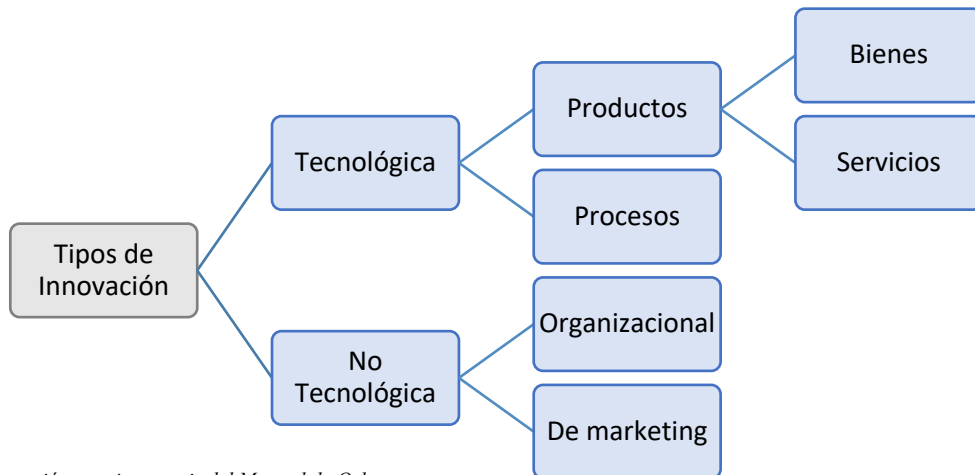 Bienes
Productos
Tecnológica
Servicios
Procesos
Tipos de
Innovación
Organizacional
No
Tecnológica
De marketing